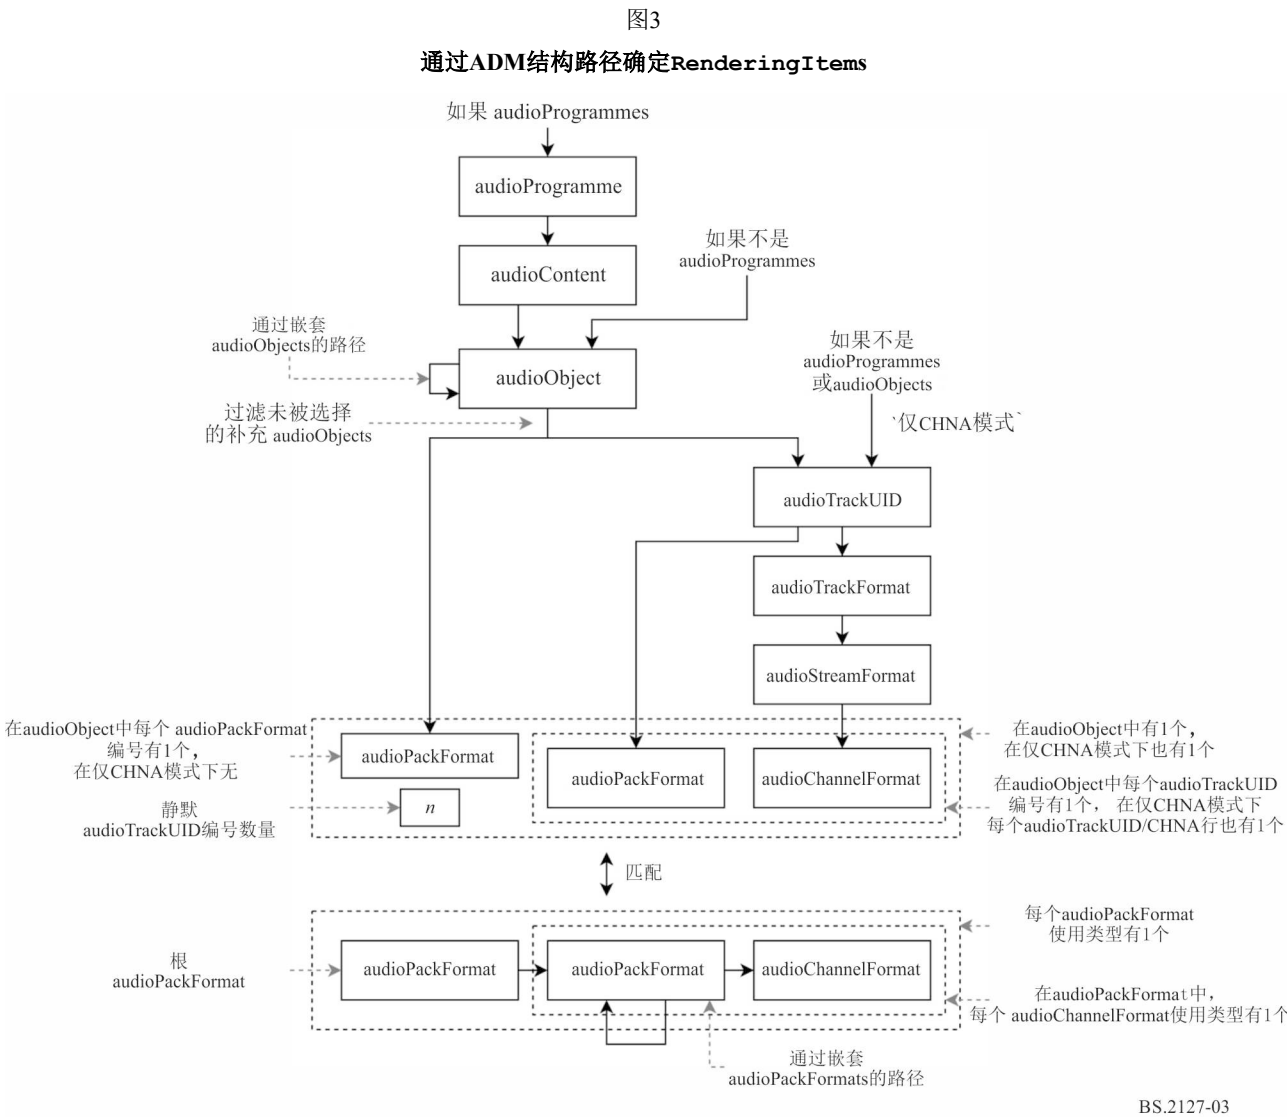 图3
通过ADM结构路径确定RenderingItems
如果 audioProgrammes
audioProgramme
audioContent
如果不是
audioProgrammes
通过嵌套
audioObjects的路径
audioObject
如果不是
audioProgrammes
或audioObjects
过滤未被选择
的补充 audioObjects
`仅CHNA模式`
audioTrackUID
audioTrackFormat
audioStreamFormat
在audioObject中每个 audioPackFormat
编号有1个，
在仅CHNA模式下无
audioPackFormat
audioPackFormat
audioChannelFormat
在audioObject中有1个，
在仅CHNA模式下也有1个
静默
audioTrackUID编号数量
n
在audioObject中每个audioTrackUID
编号有1个， 在仅CHNA模式下
每个audioTrackUID/CHNA行也有1个
匹配
根
audioPackFormat
audioPackFormat
audioPackFormat
audioChannelFormat
每个audioPackFormat
使用类型有1个
在audioPackFormat中，
每个 audioChannelFormat使用类型有1个
通过嵌套
audioPackFormats的路径
BS.2127-03